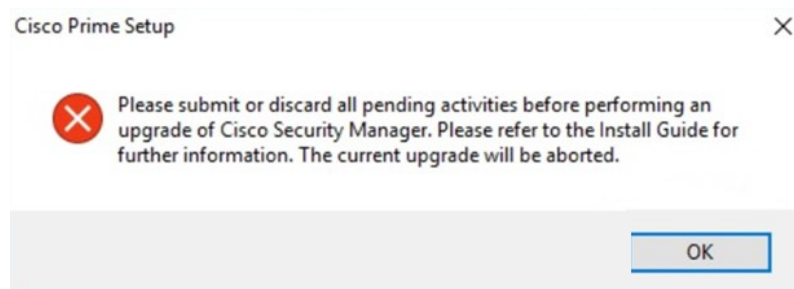 Cisco Prime Setup
Please submit or discard all pending activities before performing an
upgrade of Cisco Security Manager. Please refer to the Install Guide for
further information. The current upgrade will be aborted.
OK